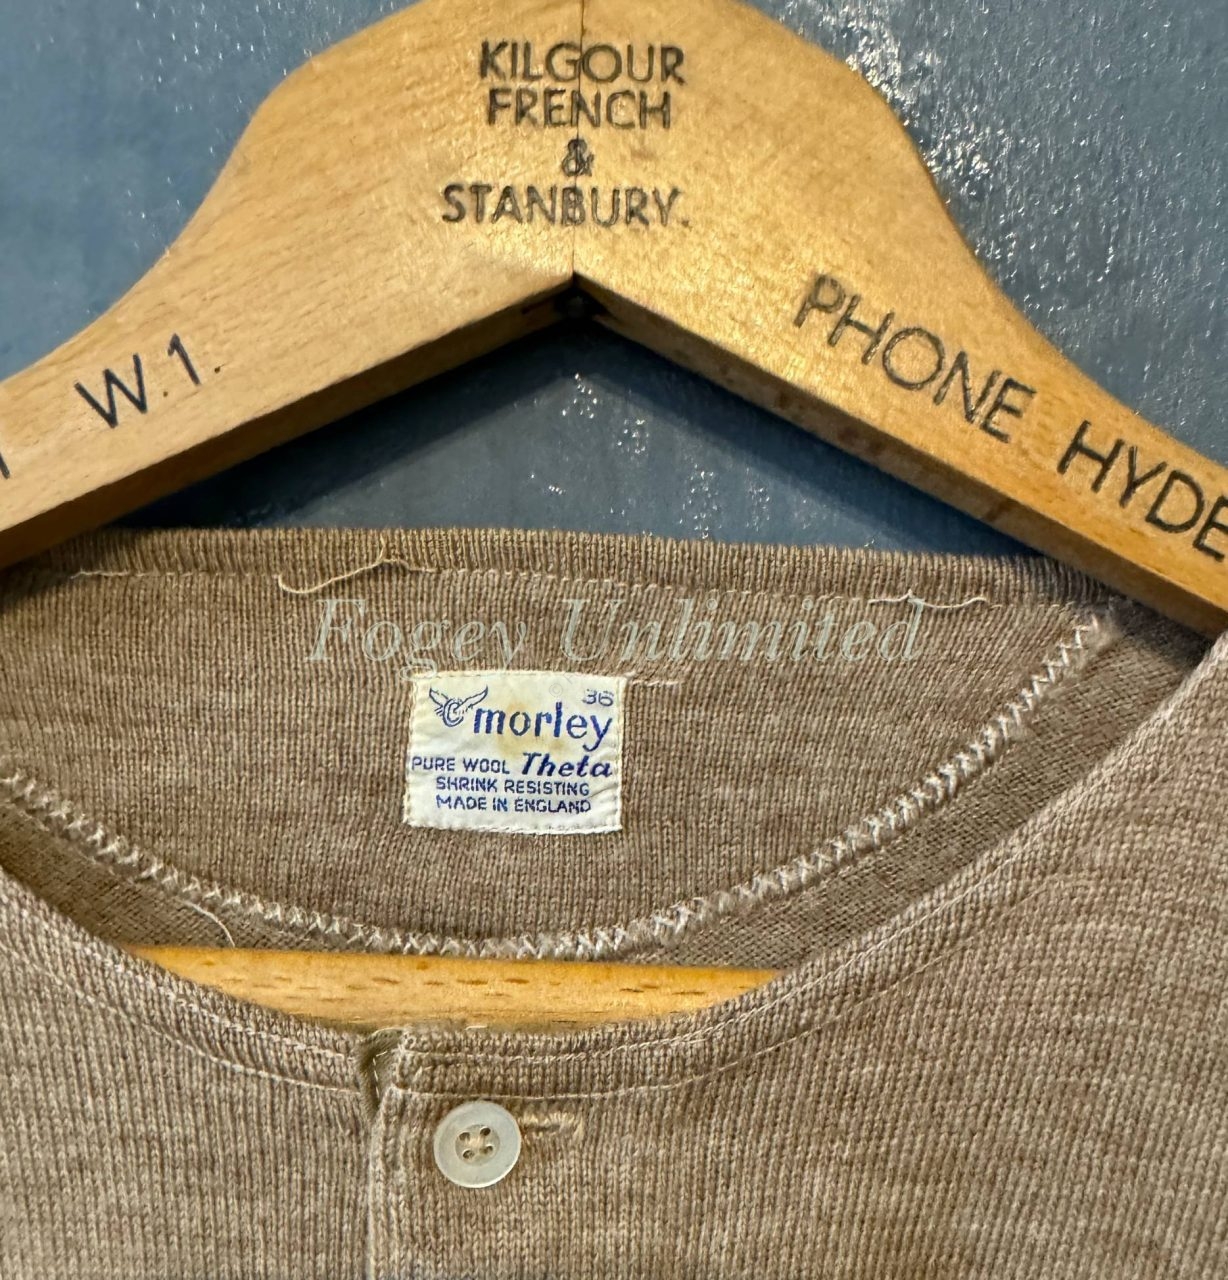 KILGOUR
FRENCH
&
STANBURY.
W.1.
PHONE HYDE
Fogey Unlimited
36
morley
PURE WOOL Theta
SHRINK RESISTING
MADE IN ENGLAND